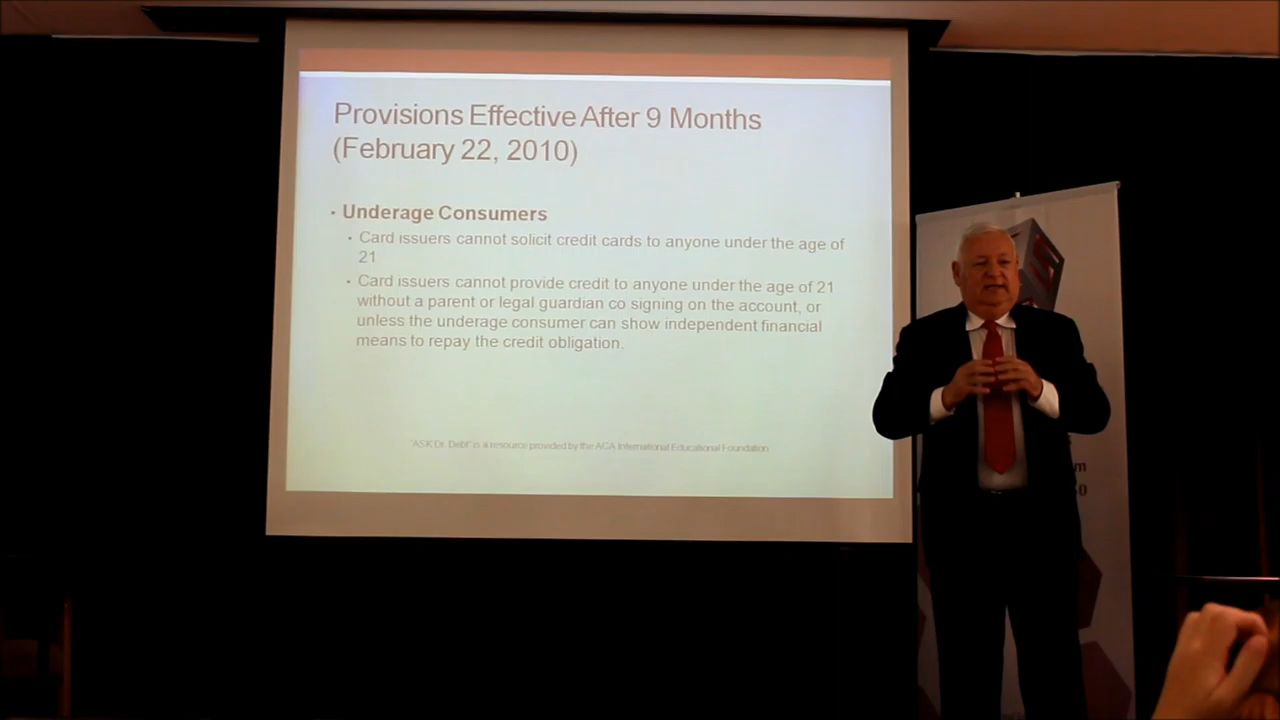 Provisions Effective After 9 Months
(February 22, 2010)
• Underage Consumers
• Card issuers cannot solicit credit cards to anyone under the age of
21
• Card issuers cannot provide credit to anyone under the age of 21
without a parent or legal guardian co signing on the account, or
unless the underage consumer can show independent financial
means to repay the credit obligation.
"ASK Dr. Debt" is a resource provided by the ACA International Educational Foundation
m